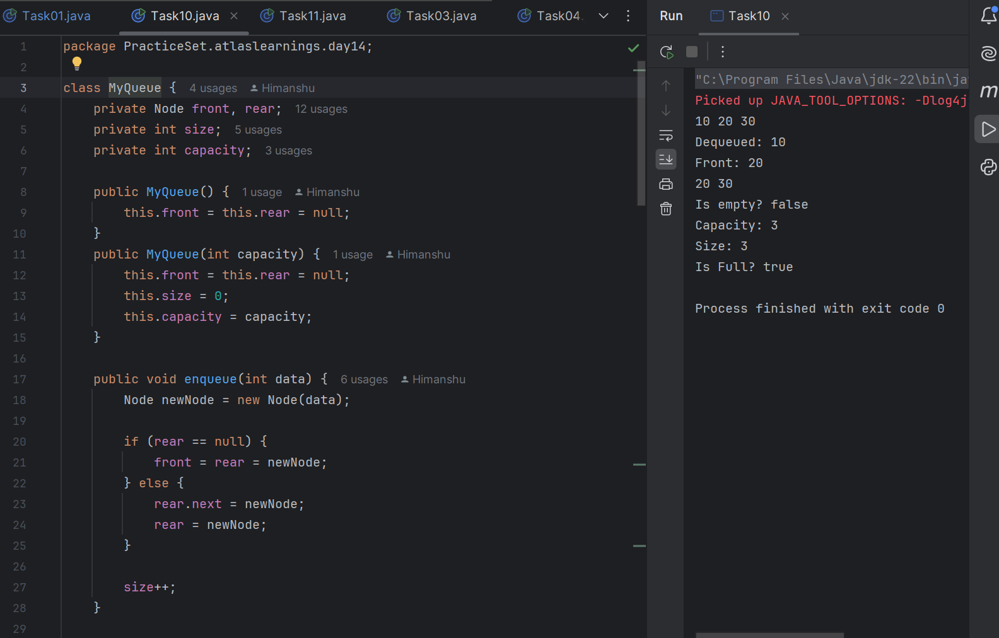 Task01.java
Task10.java
Task11.java
Task03.java
Task04.
Run
Task10
1 package PracticeSet.atlaslearnings.day14;
2
3 class MyQueue { 4 usages Himanshu
4 private Node front, rear; 12 usages
5 private int size; 5 usages
6 private int capacity; 3 usages
7
8 public MyQueue() { 1 usage Himanshu
9 this.front = this.rear = null;
10 }
11 public MyQueue(int capacity) { 1 usage Himanshu
12 this.front = this.rear = null;
13 this.size = 0;
14 this.capacity = capacity;
15 }
16
17 public void enqueue(int data) { 6 usages Himanshu
18 Node newNode = new Node(data);
19
20 if (rear == null) {
21 front = rear = newNode;
22 } else {
23 rear.next = newNode;
24 rear = newNode;
25 }
26
27 size++;
28 }
29
"C:\Program Files\Java\jdk-22\bin\ja
Picked up JAVA_TOOL_OPTIONS: -Dlog4j
10 20 30
Dequeued: 10
Front: 20
20 30
Is empty? false
Capacity: 3
Size: 3
Is Full? true
Process finished with exit code 0
m